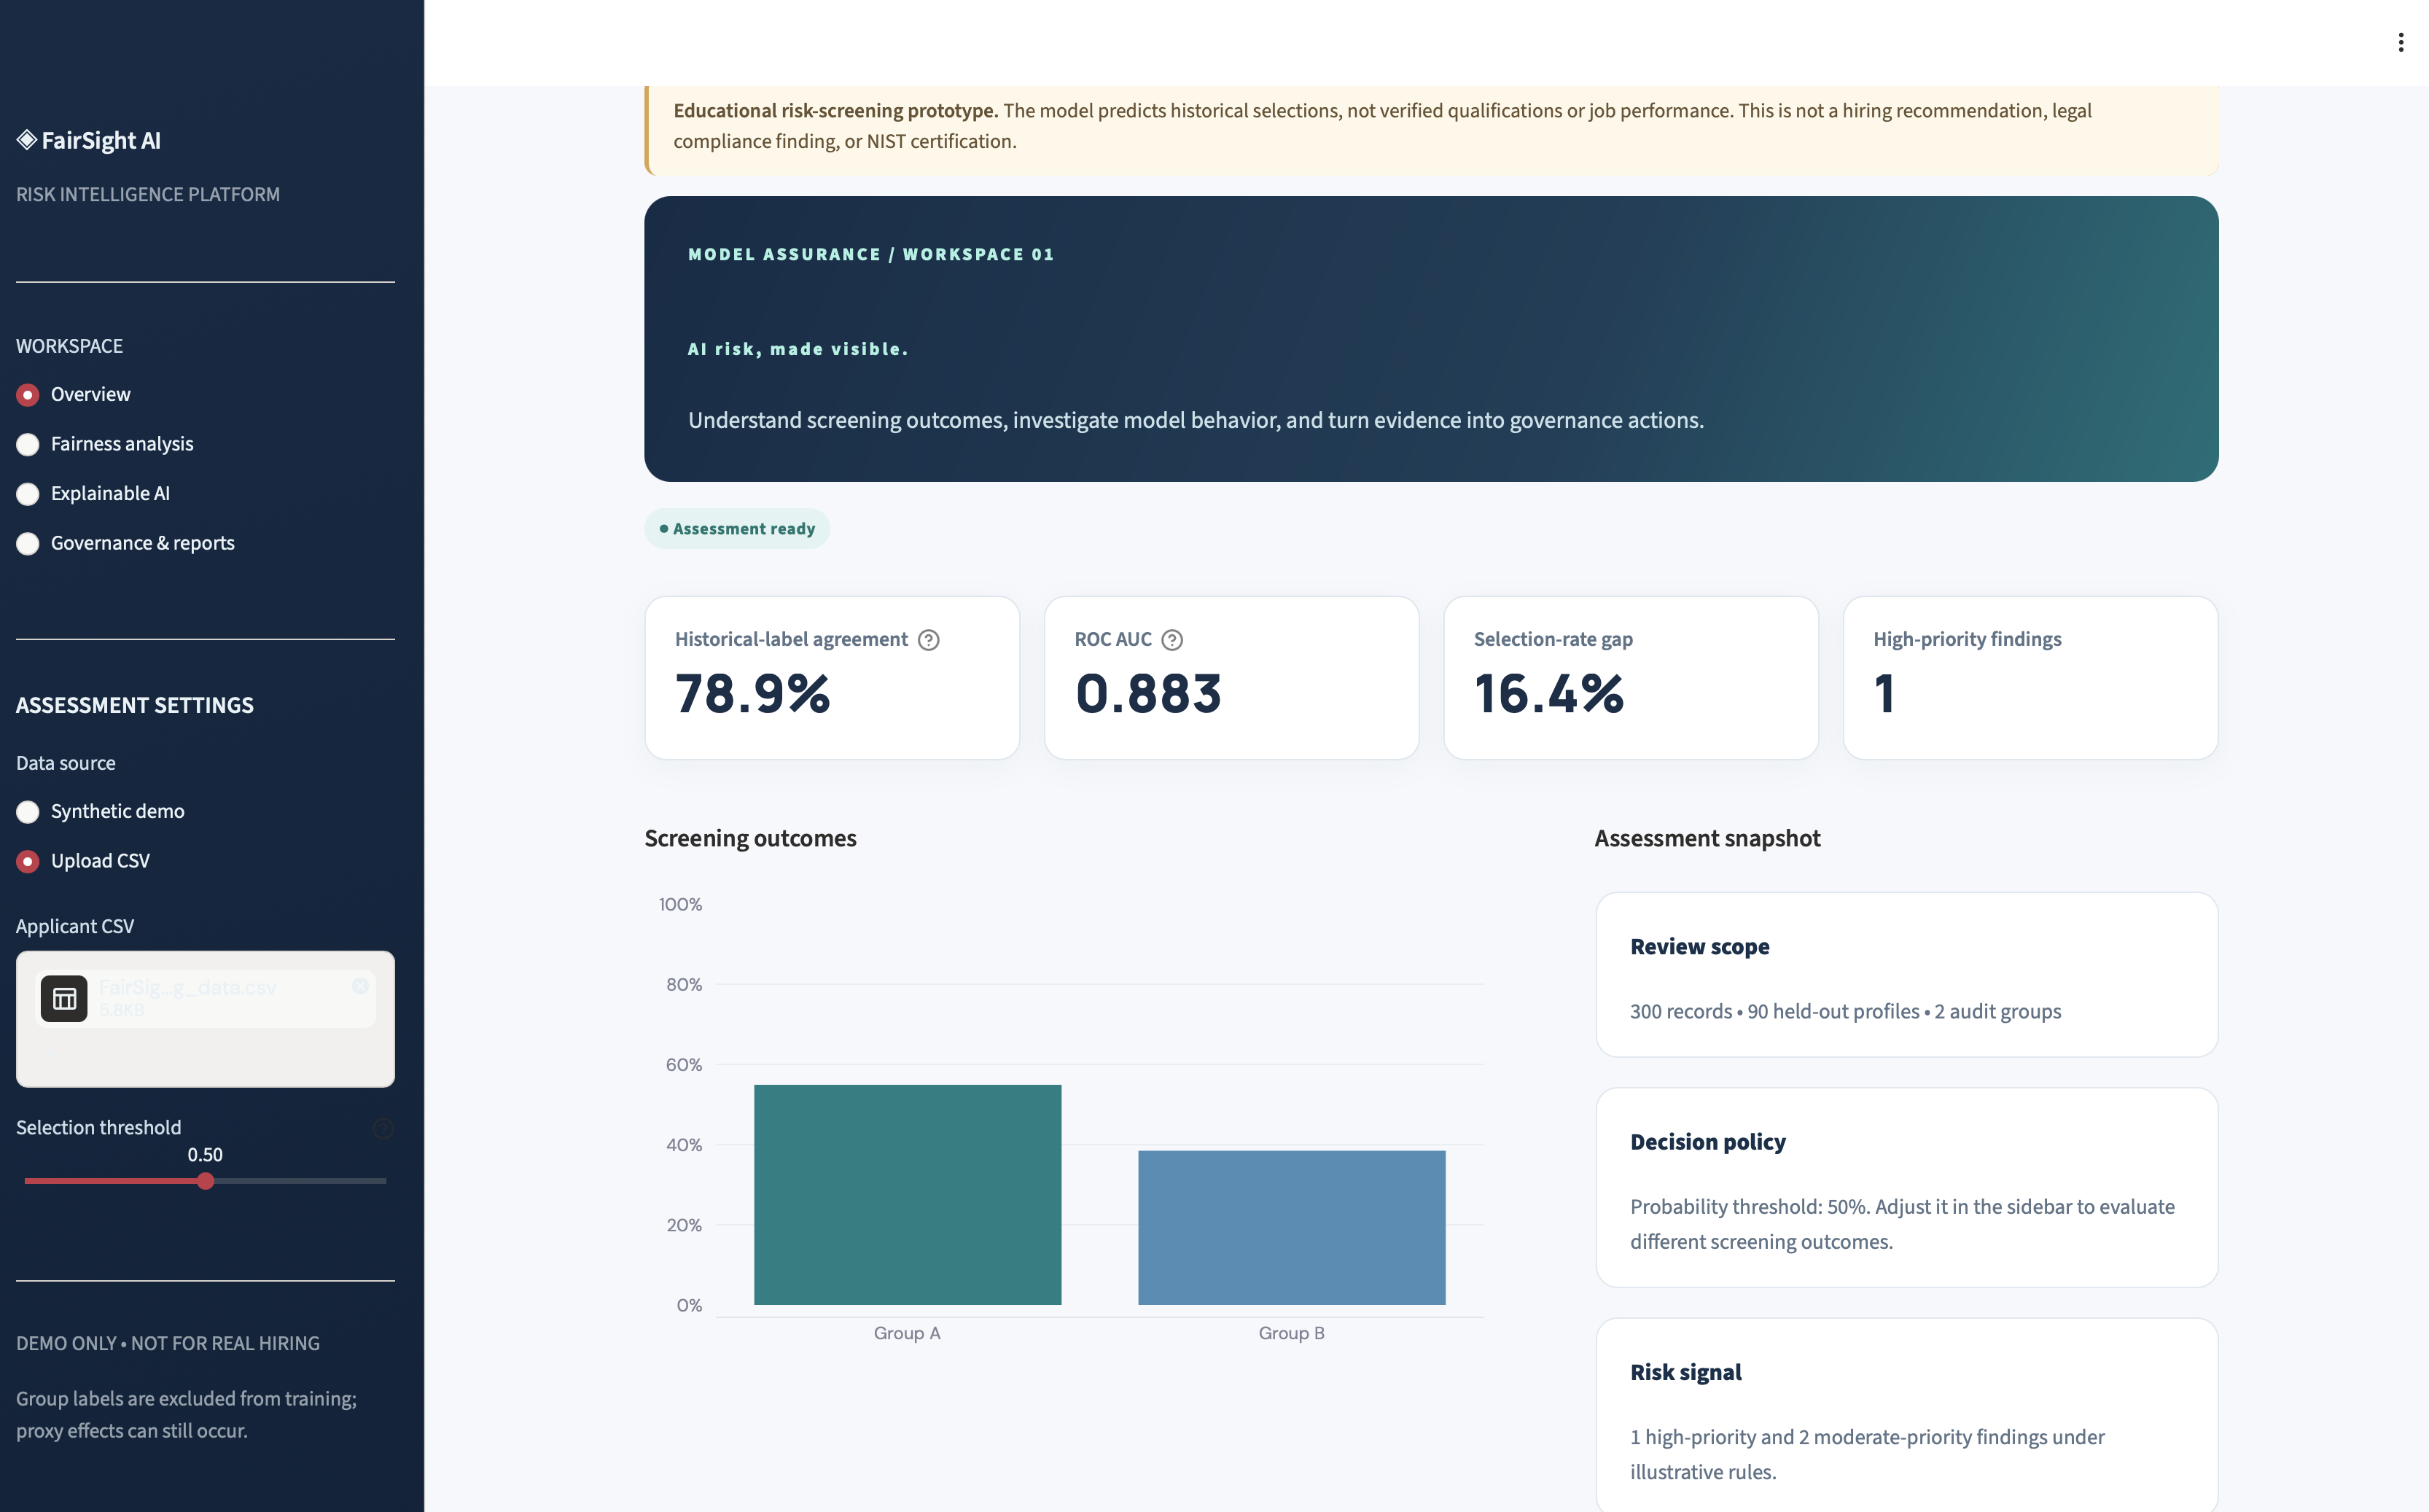 FairSight AI
RISK INTELLIGENCE PLATFORM
WORKSPACE
Overview
Fairness analysis
Explainable AI
Governance & reports
ASSESSMENT SETTINGS
Data source
Synthetic demo
Upload CSV
Applicant CSV
FairSig...g_data.csv
5.8KB
Selection threshold
0.50
DEMO ONLY • NOT FOR REAL HIRING
Group labels are excluded from training;
proxy effects can still occur.
Educational risk-screening prototype. The model predicts historical selections, not verified qualifications or job performance. This is not a hiring recommendation, legal
compliance finding, or NIST certification.
MODEL ASSURANCE / WORKSPACE 01
AI risk, made visible.
Understand screening outcomes, investigate model behavior, and turn evidence into governance actions.
Assessment ready
Historical-label agreement
78.9%
ROC AUC
0.883
Selection-rate gap
16.4%
High-priority findings
1
Screening outcomes
100%
80%
60%
40%
20%
0%
Group A
Group B
Assessment snapshot
Review scope
300 records • 90 held-out profiles • 2 audit groups
Decision policy
Probability threshold: 50%. Adjust it in the sidebar to evaluate
different screening outcomes.
Risk signal
1 high-priority and 2 moderate-priority findings under
illustrative rules.